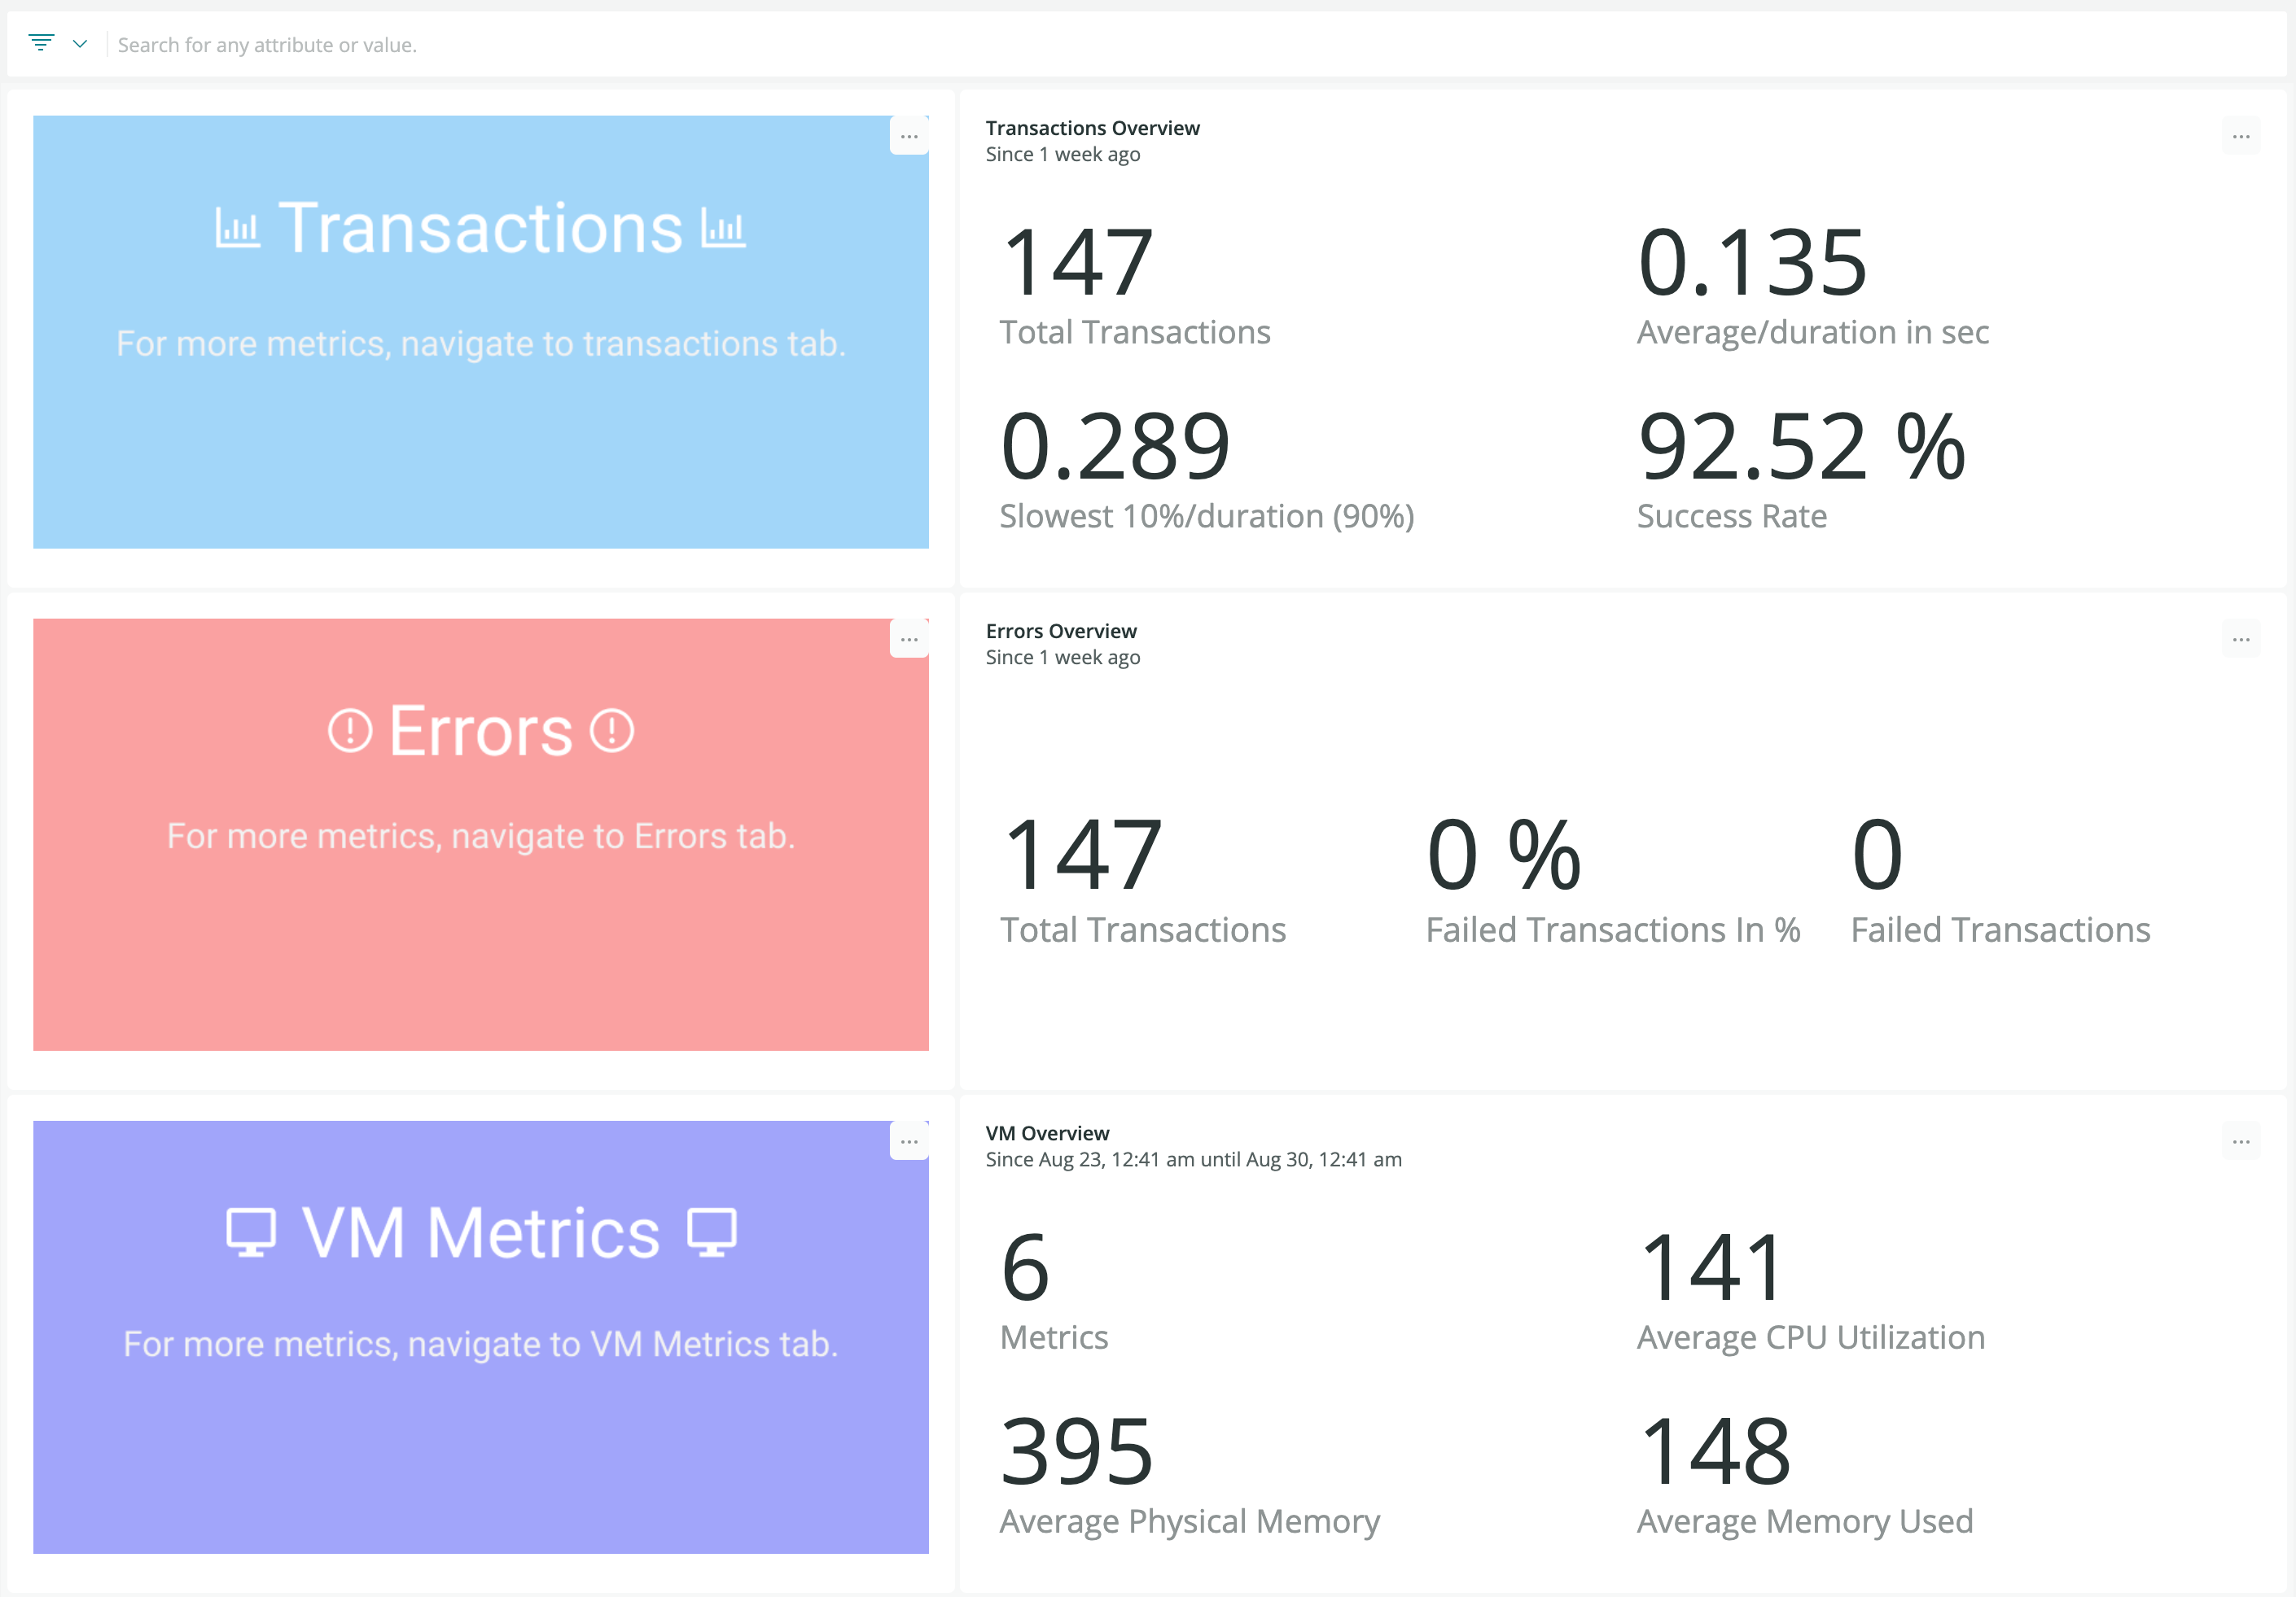 Search for any attribute or value.
Transactions
For more metrics, navigate to transactions tab.
Transactions Overview
Since 1 week ago
147
Total Transactions
0.135
Average/duration in sec
0.289
Slowest 10%/duration (90%)
92.52 %
Success Rate
Errors
For more metrics, navigate to Errors tab.
Errors Overview
Since 1 week ago
147
Total Transactions
0 %
Failed Transactions In %
0
Failed Transactions
VM Metrics
For more metrics, navigate to VM Metrics tab.
VM Overview
Since Aug 23, 12:41 am until Aug 30, 12:41 am
6
Metrics
141
Average CPU Utilization
395
Average Physical Memory
148
Average Memory Used